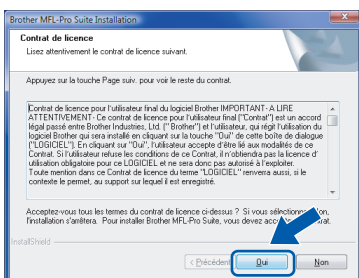 Brother MFL-Pro Suite Installation
Contrat de licence
Lisez attentivement le contrat de licence suivant.
Appuyez sur la touche Page suiv. pour voir le reste du contrat.
Contrat de licence pour l'utilisateur final du logiciel Brother IMPORTANT - A LIRE
ATTENTIVEMENT - Ce contrat de licence pour l'utilisateur final ("Contrat") est un accord
légal passé entre Brother Industries, Ltd. (" Brother") et l'utilisateur, qui régit l'utilisation du
logiciel Brother qui sera installé en cliquant sur la touche "Oui" de cette boîte de dialogue
("LOGICIEL"). En cliquant sur "Oui", l'utilisateur accepte d'être lié aux modalités de ce
Contrat. Si l'utilisateur refuse les conditions de ce Contrat, il n'obtiendra pas la licence d'
utilisation obligatoire pour ce LOGICIEL et ne sera donc pas autorisé à l'exploiter.
Toute mention dans ce Contrat de licence du terme "LOGICIEL" renverra aussi, si le
contexte le permet, au support sur lequel il est enregistré.
Acceptez-vous tous les termes du contrat de licence ci-dessus ? Si vous sélectionnez
l'installation s'arrêtera. Pour installer Brother MFL-Pro Suite, vous devez
InstallShield
< Précédent
Oui
Non